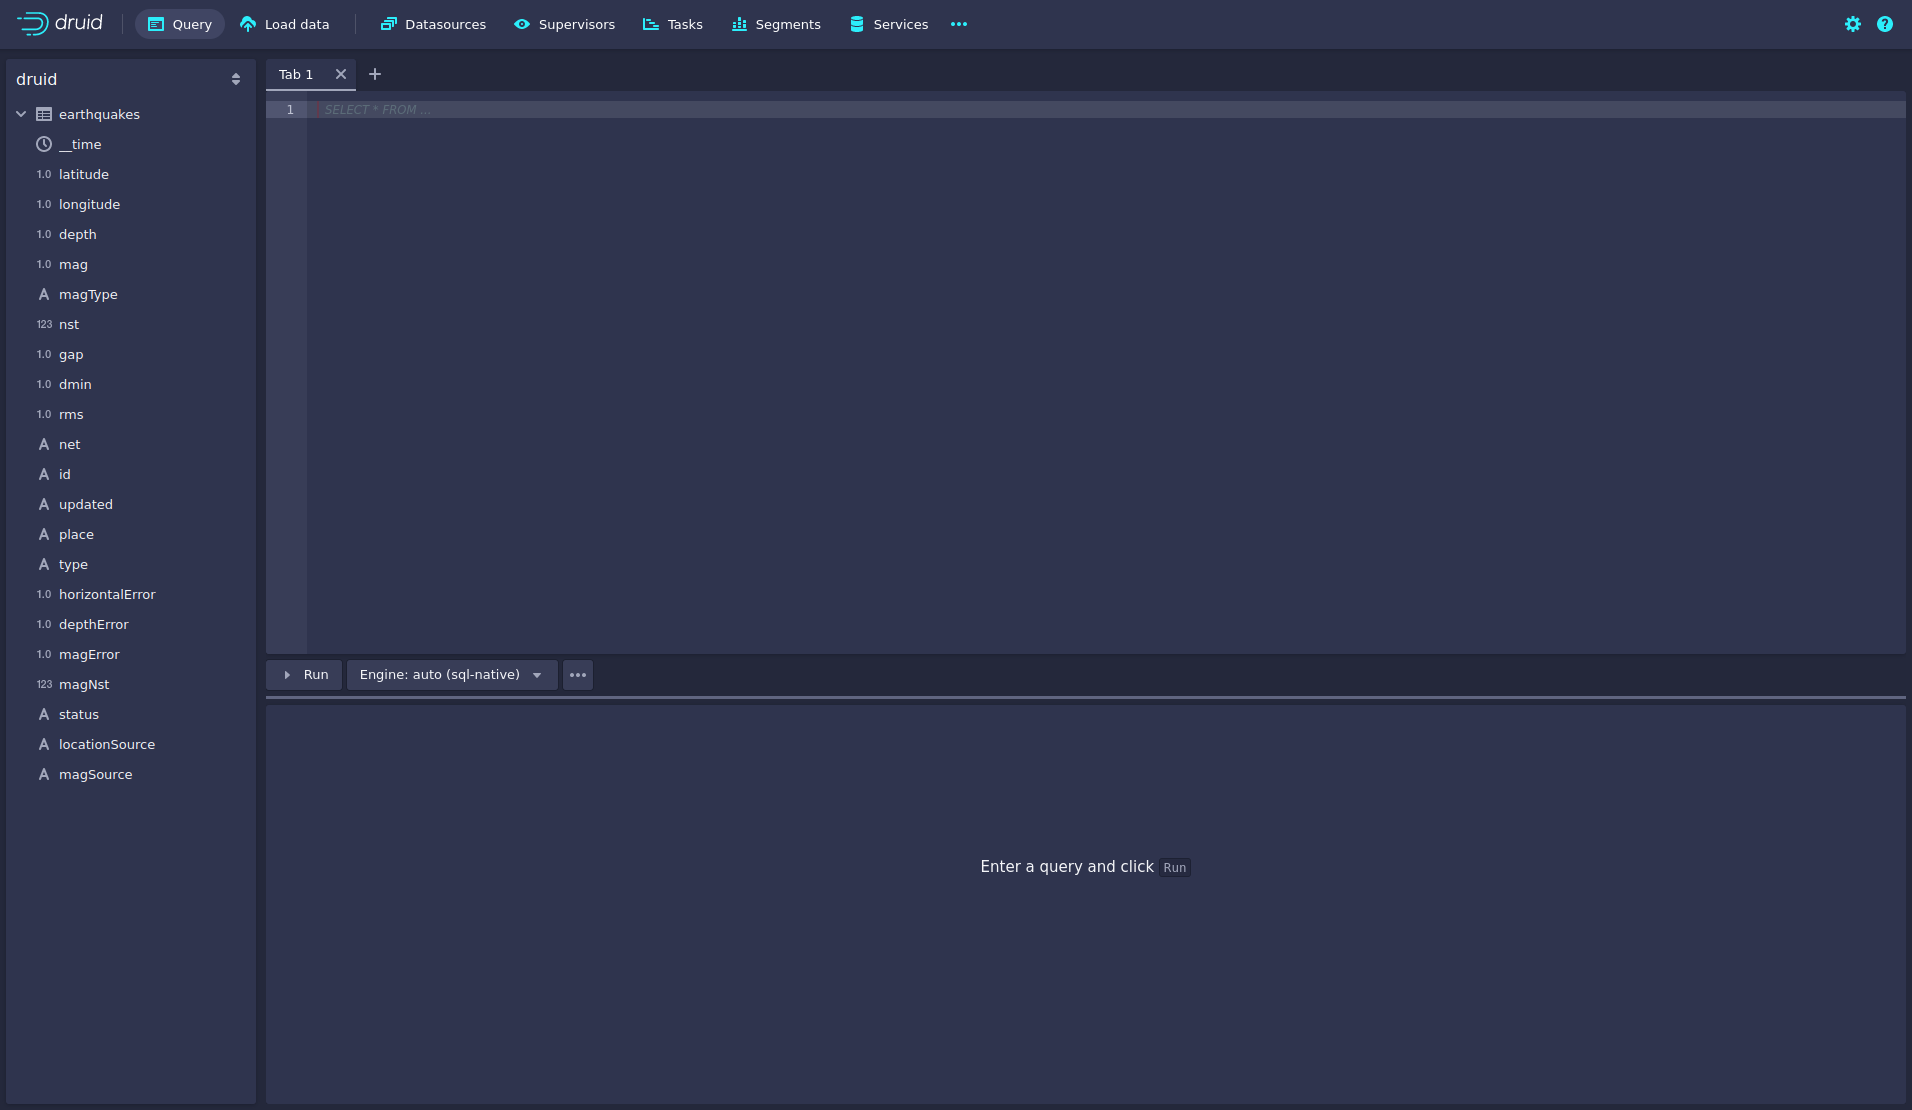 druid Query Load data Datasources Supervisors Tasks Segments Services
druid
earthquakes
__time
1.0 latitude
1.0 longitude
1.0 depth
1.0 mag
A magType
123 nst
1.0 gap
1.0 dmin
1.0 rms
A net
A id
A updated
A place
A type
1.0 horizontalError
1.0 depthError
1.0 magError
123 magNst
A status
A locationSource
A magSource
Tab 1
1 SELECT * FROM ...
Run Engine: auto (sql-native)
Enter a query and click Run